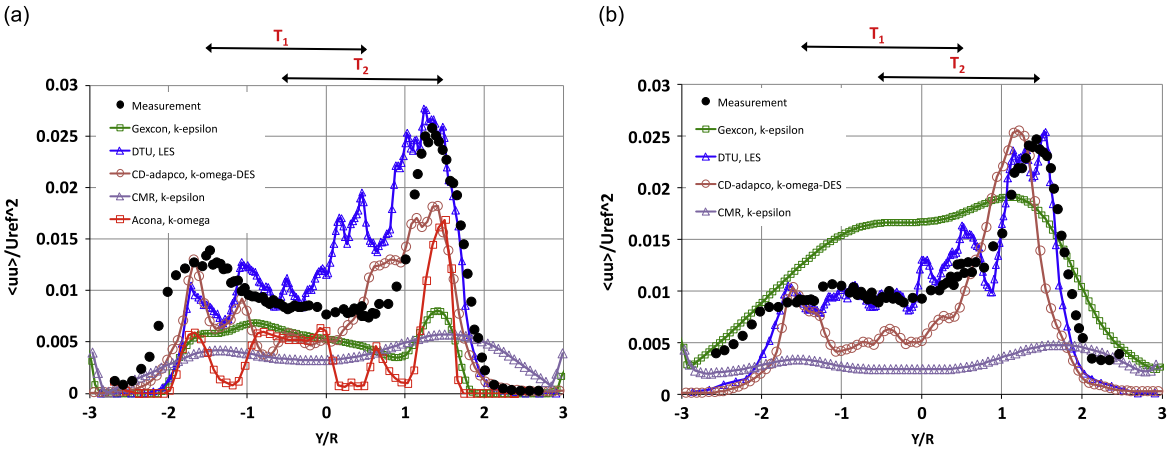 (a)
T1
T2
0.03
0.025
0.02
0.015
0.01
0.005
0
<uu>/Uref^2
Measurement
Gexcon, k-epsilon
DTU, LES
CD-adapco, k-omega-DES
CMR, k-epsilon
Acona, k-omega
-3 -2 -1 0 1 2 3
Y/R
(b)
T1
T2
0.03
0.025
0.02
0.015
0.01
0.005
0
<uu>/Uref^2
Measurement
Gexcon, k-epsilon
DTU, LES
CD-adapco, k-omega-DES
CMR, k-epsilon
-3 -2 -1 0 1 2 3
Y/R